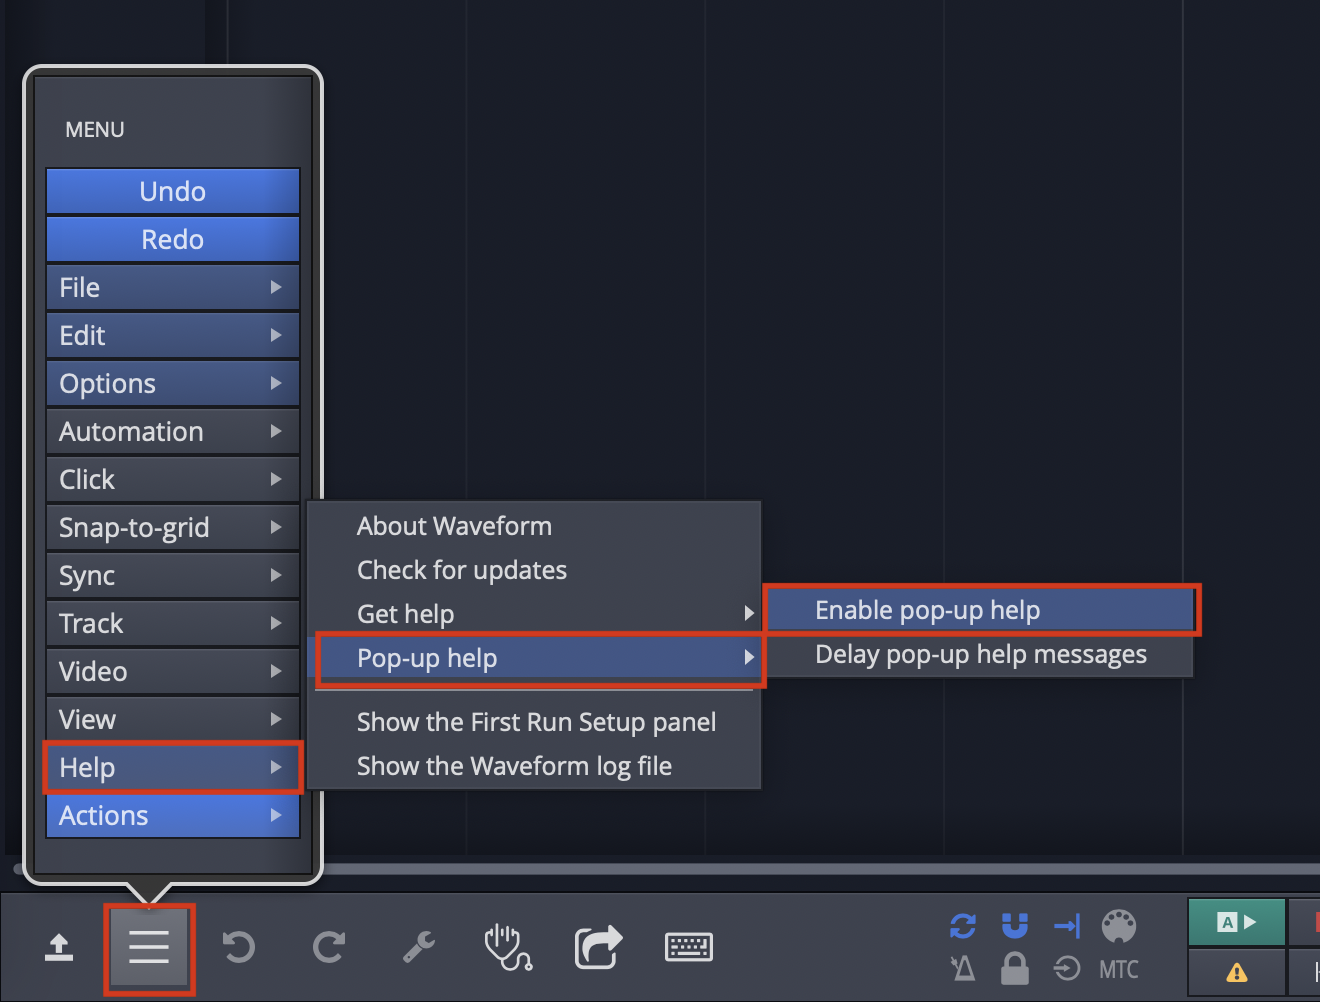 MENU
Undo
Redo
File
Edit
Options
Automation
Click
Snap-to-grid
Sync
Track
Video
View
Help
Actions
About Waveform
Check for updates
Get help
Pop-up help
Show the First Run Setup panel
Show the Waveform log file
Enable pop-up help
Delay pop-up help messages
A
MTC